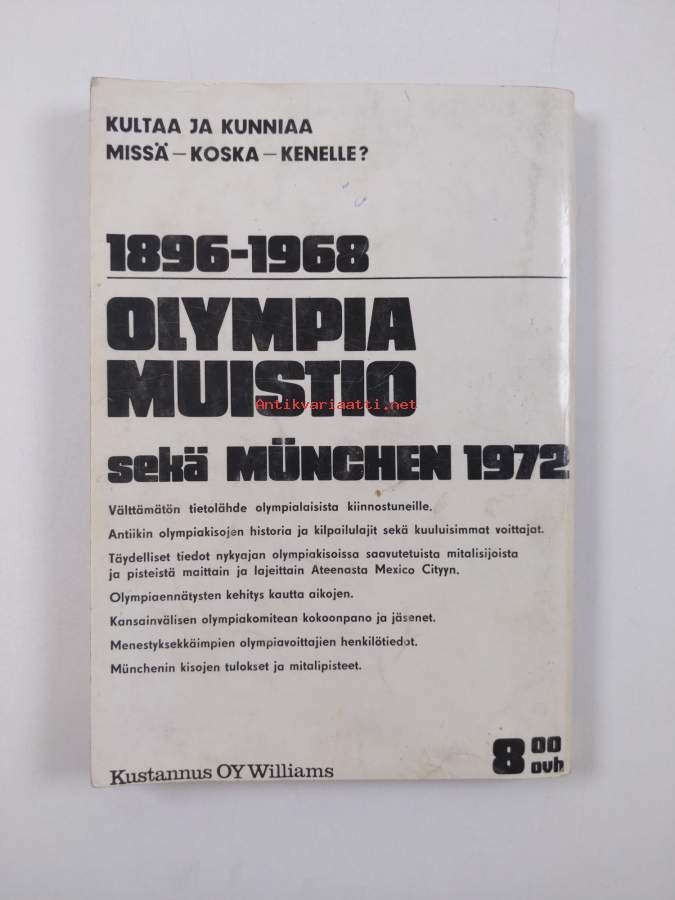 KULTAA JA KUNNIAA
MISSÄ – KOSKA – KENELLE?
1896-1968
OLYMPIA
MUISTIO
Antikvariaatti.net
sekä MÜNCHEN 1972
Välttämätön tietolähde olympialaisista kiinnostuneille.
Antiikin olympiakisojen historia ja kilpailulajit sekä kuuluisimmat voittajat.
Täydelliset tiedot nykyajan olympiakisoissa saavutetuista mitalisijoista
ja pisteistä maittain ja lajeittain Ateenasta Mexico Cityyn.
Olympiaennätysten kehitys kautta aikojen.
Kansainvälisen olympiakomitean kokoonpano ja jäsenet.
Menestyksekkäimpien olympiavoittajien henkilötiedot.
Münchenin kisojen tulokset ja mitalipisteet.
Kustannus OY Williams
8 00
ovh